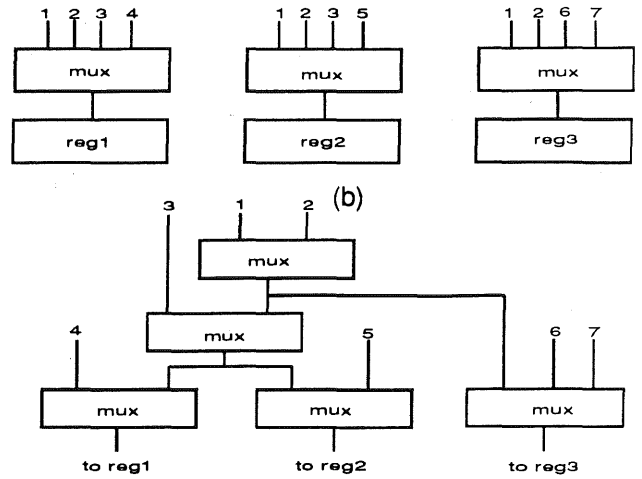 1 2 3 4
1 2 3 5
1 2 6 7
mux
mux
mux
reg1
reg2
reg3
(b)
3
1
2
mux
mux
4
5
6
7
mux
mux
mux
to reg1
to reg2
to reg3